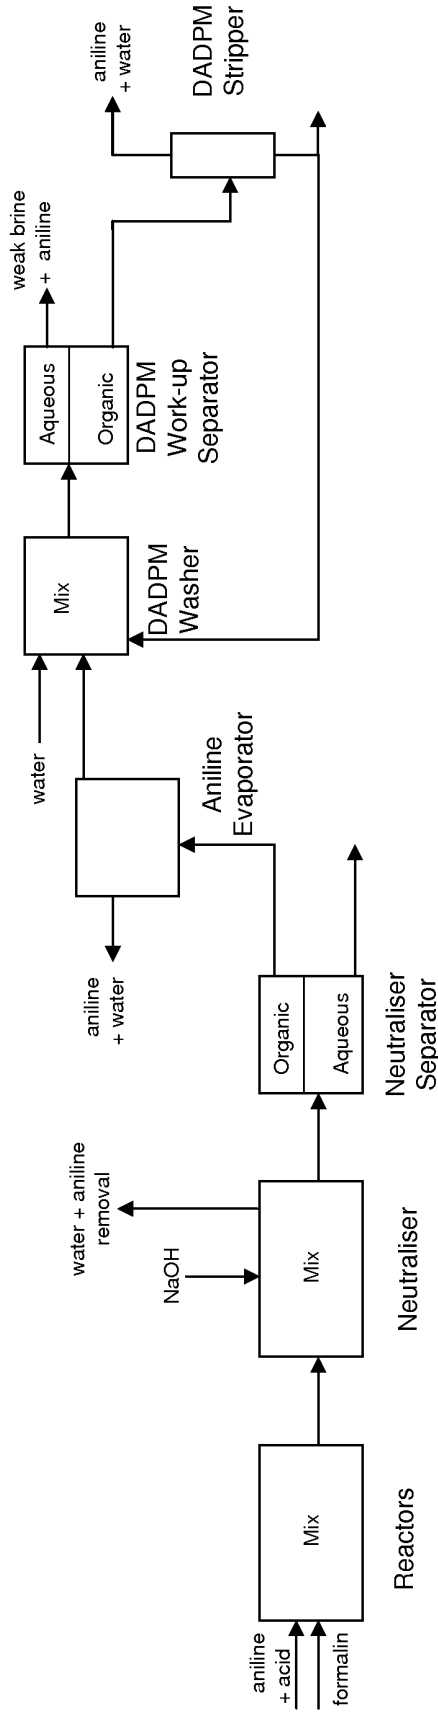 aniline
+ acid
formalin
Mix
Reactors
NaOH
water + aniline
removal
Mix
Neutraliser
Organic
Aqueous
Neutraliser
Separator
aniline
+ water
Aniline
Evaporator
water
Mix
DADPM
Washer
Aqueous
Organic
DADPM
Work-up
Separator
weak brine
+ aniline
aniline
+ water
DADPM
Stripper